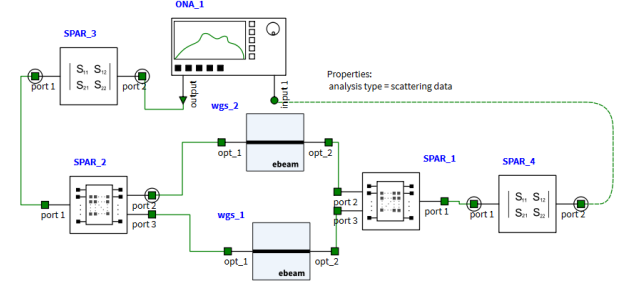 ONA_1
SPAR_3
S11 S12
S21 S22
port 1
port 2
output
input 1
Properties:
analysis type = scattering data
wgs_2
opt_1
opt_2
ebeam
SPAR_2
port 1
port 2
port 3
SPAR_1
port 2
port 3
port 1
SPAR_4
S11 S12
S21 S22
port 1
port 2
wgs_1
opt_1
opt_2
ebeam